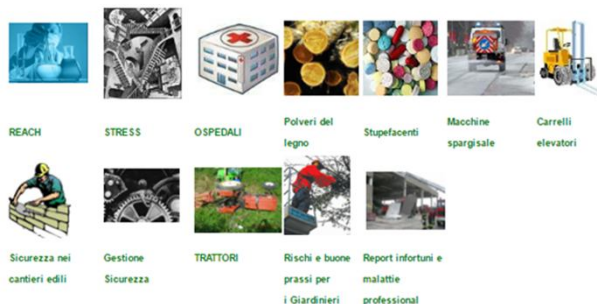 REACH
STRESS
OSPEDALI
Polveri del
legno
Stupefacenti
Macchine
spargisale
Carrelli
elevatori
Sicurezza nei
cantieri edili
Gestione
Sicurezza
TRATTORI
Rischi e buone
prassi per
i Giardinieri
Report infortuni e
malattie
professional